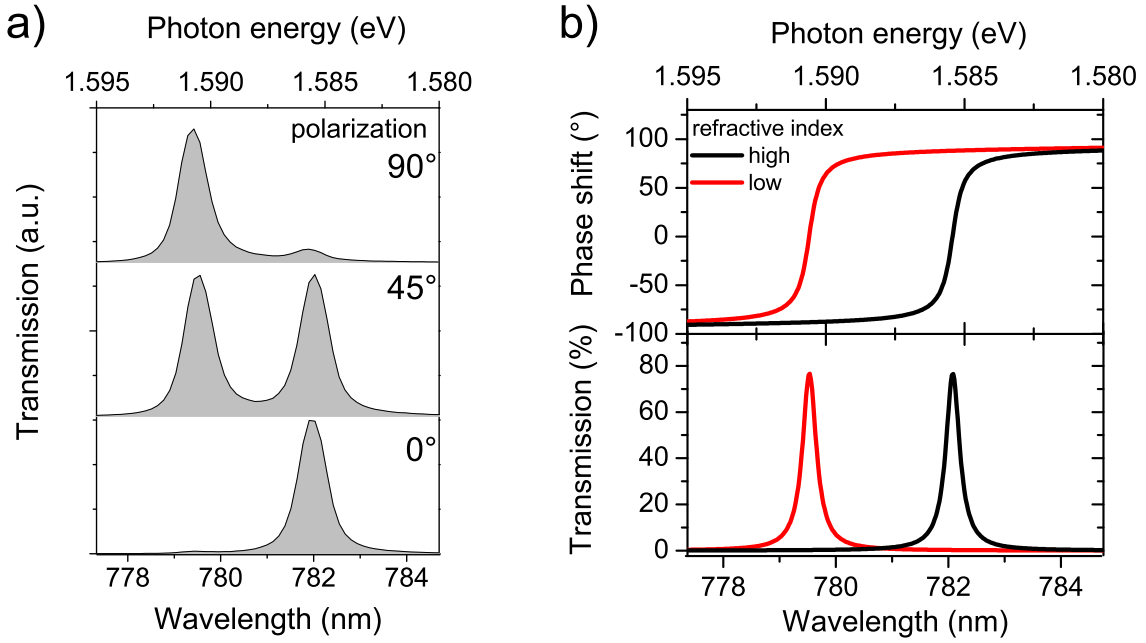 a)
Photon energy (eV)
1.595 1.590 1.585 1.580
polarization
90°
45°
0°
Transmission (a.u.)
778 780 782 784
Wavelength (nm)
b)
Photon energy (eV)
1.595 1.590 1.585 1.580
Phase shift (°)
100
50
0
-50
-100
refractive index
high
low
Transmission (%)
80
60
40
20
0
778 780 782 784
Wavelength (nm)